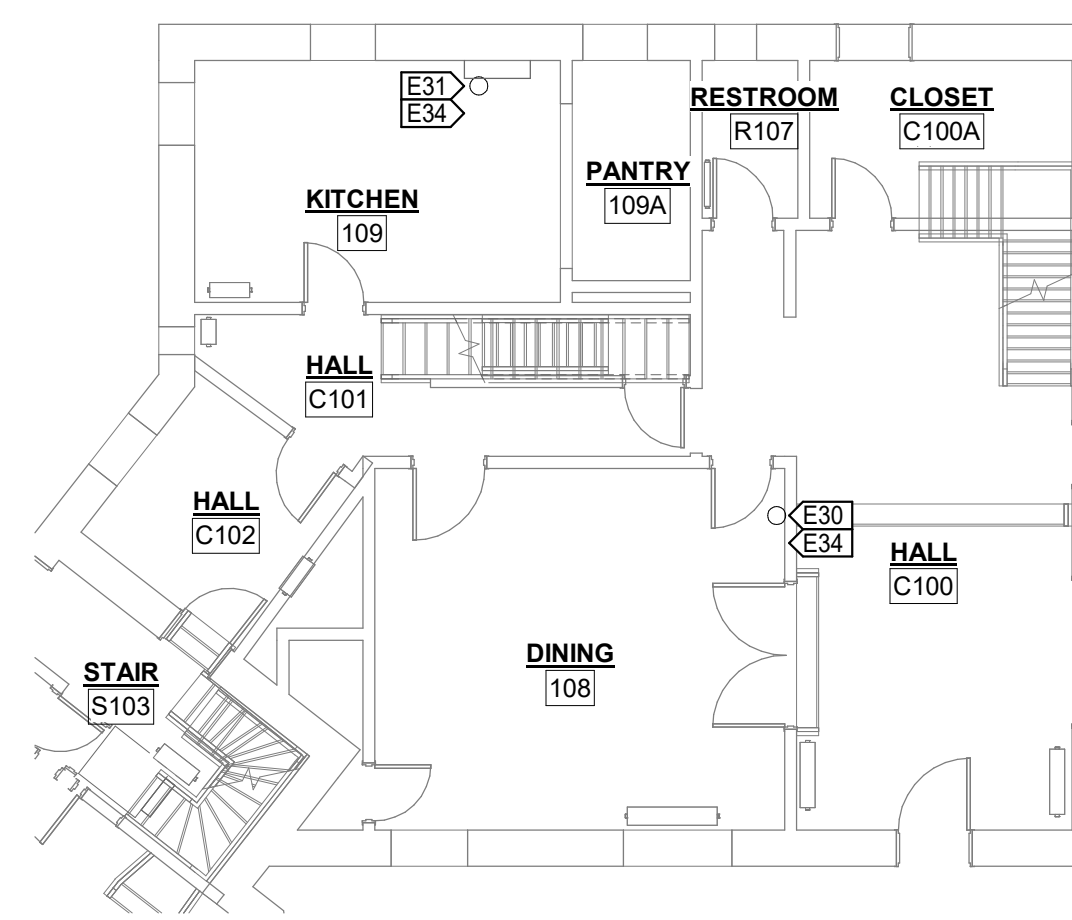 E31
E34
RESTROOM
R107
CLOSET
C100A
PANTRY
109A
KITCHEN
109
HALL
C101
HALL
C102
E30
E34
HALL
C100
DINING
108
STAIR
S103